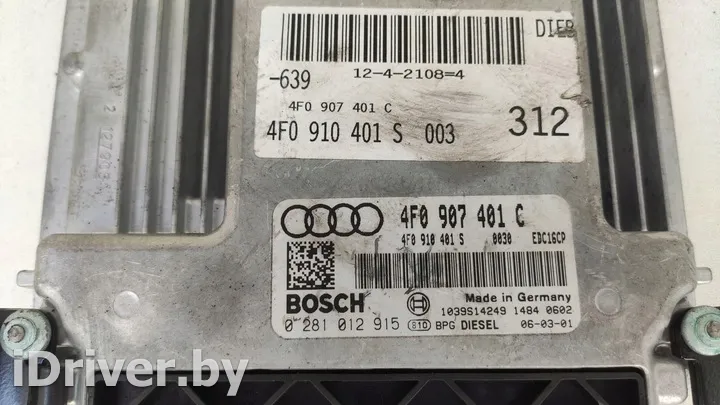 DIEB
-639
12-4-2108=4
4F0 907 401 C
4F0 910 401 S 003
312
4F0 907 401 C
4F0 910 401 S 0030 EDC16CP
BOSCH
Made in Germany
1039S14249 1484 0602
0 281 012 915 810 BPG DIESEL 06-03-01
iDriver.by